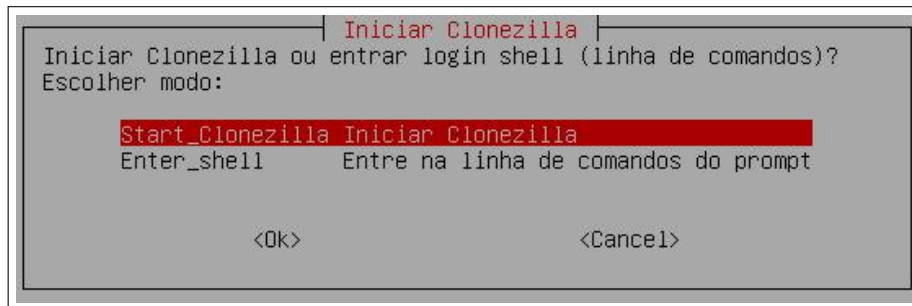 Iniciar Clonezilla
Iniciar Clonezilla ou entrar login shell (linha de comandos)?
Escolher modo:
Start_Clonezilla Iniciar Clonezilla
Enter_shell Entre na linha de comandos do prompt
<Ok> <Cancel>